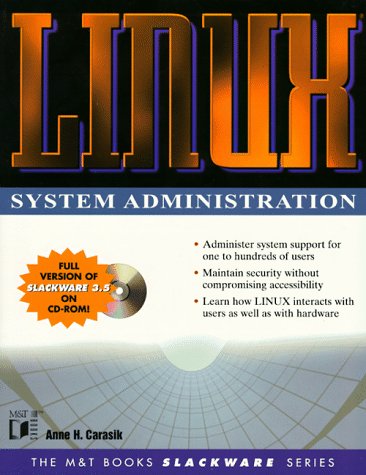 LINUX
SYSTEM ADMINISTRATION
• Administer system support for
one to hundreds of users
• Maintain security without
compromising accessibility
• Learn how LINUX interacts with
users as well as with hardware
FULL
VERSION OF
SLACKWARE 3.5
ON
CD-ROM!
M&T
Anne H. Carasik
THE M&T BOOKS SLACKWARE SERIES